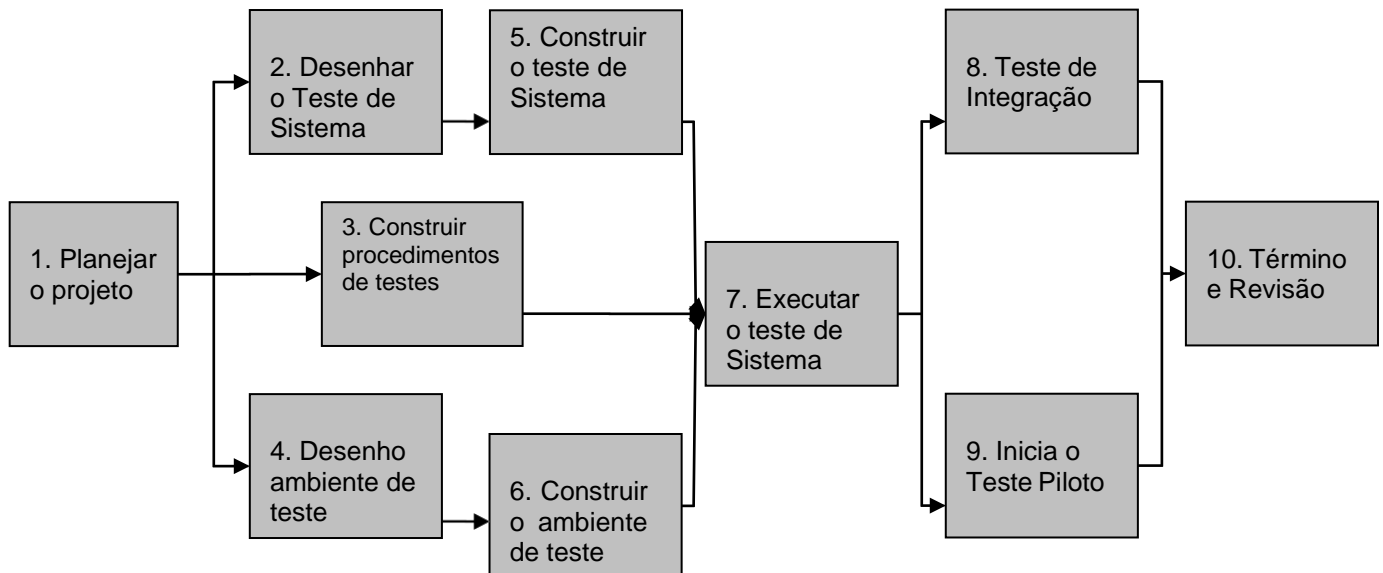 1. Planejar
o projeto
2. Desenhar
o Teste de
Sistema
3. Construir
procedimentos
de testes
4. Desenho
ambiente de
teste
5. Construir
o teste de
Sistema
6. Construir
o ambiente
de teste
7. Executar
o teste de
Sistema
8. Teste de
Integração
9. Inicia o
Teste Piloto
10. Término
e Revisão